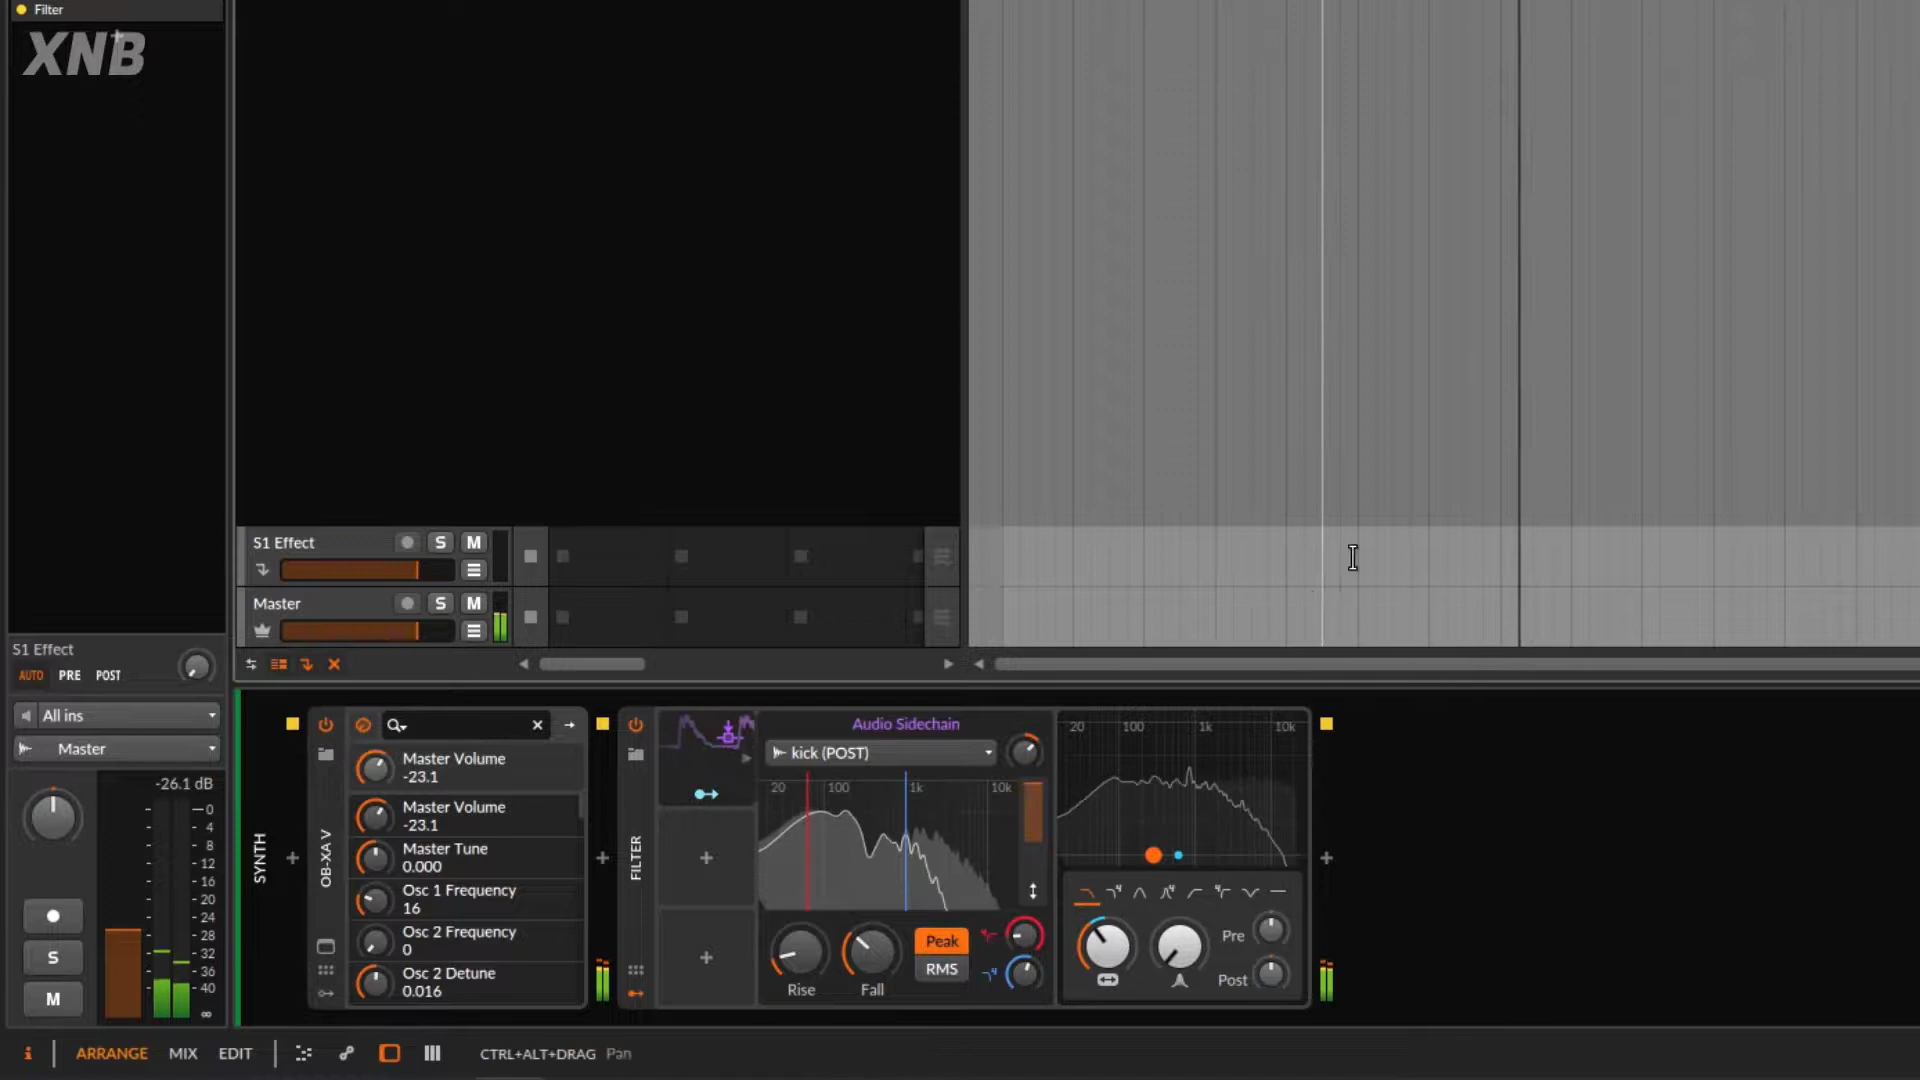 Filter
XNB
S1 Effect
S M
Master
S M
S1 Effect
AUTO PRE POST
All ins
Master
-26.1 dB
0
4
8
12
16
20
24
28
32
36
40
∞
S
M
SYNTH
OB-XA V
Master Volume
-23.1
Master Volume
-23.1
Master Tune
0.000
Osc 1 Frequency
16
Osc 2 Frequency
0
Osc 2 Detune
0.016
FILTER
Audio Sidechain
kick (POST)
20 100 1k 10k
Rise
Fall
Peak
RMS
20 100 1k 10k
Pre
Post
i ARRANGE MIX EDIT CTRL+ALT+DRAG Pan